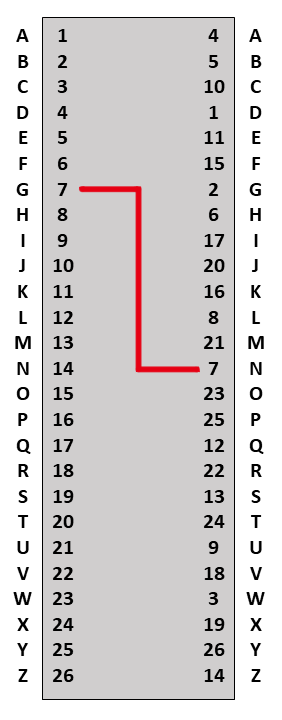 A 1 4 A
B 2 5 B
C 3 10 C
D 4 1 D
E 5 11 E
F 6 15 F
G 7 2 G
H 8 6 H
I 9 17 I
J 10 20 J
K 11 16 K
L 12 8 L
M 13 21 M
N 14 7 N
O 15 23 O
P 16 25 P
Q 17 12 Q
R 18 22 R
S 19 13 S
T 20 24 T
U 21 9 U
V 22 18 V
W 23 3 W
X 24 19 X
Y 25 26 Y
Z 26 14 Z